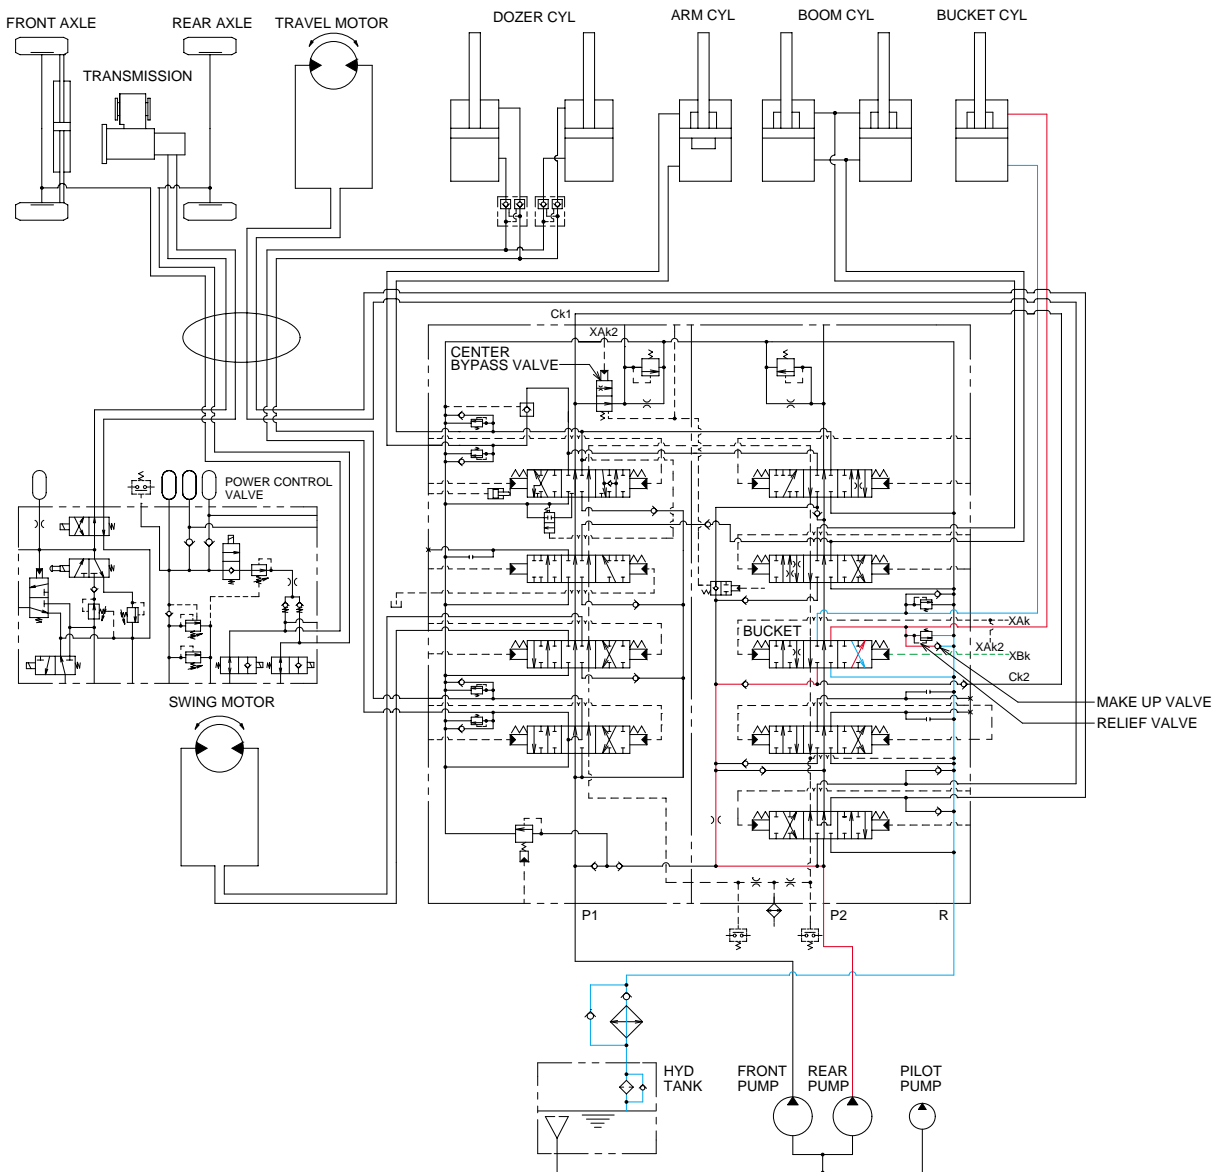 FRONT AXLE
REAR AXLE
TRAVEL MOTOR
DOZER CYL
ARM CYL
BOOM CYL
BUCKET CYL
TRANSMISSION
Ck1
XAk2
CENTER
BYPASS VALVE
POWER CONTROL
VALVE
BUCKET
XAk
XAk2
XBk
Ck2
MAKE UP VALVE
RELIEF VALVE
SWING MOTOR
P1
P2
R
HYD
TANK
FRONT
PUMP
REAR
PUMP
PILOT
PUMP